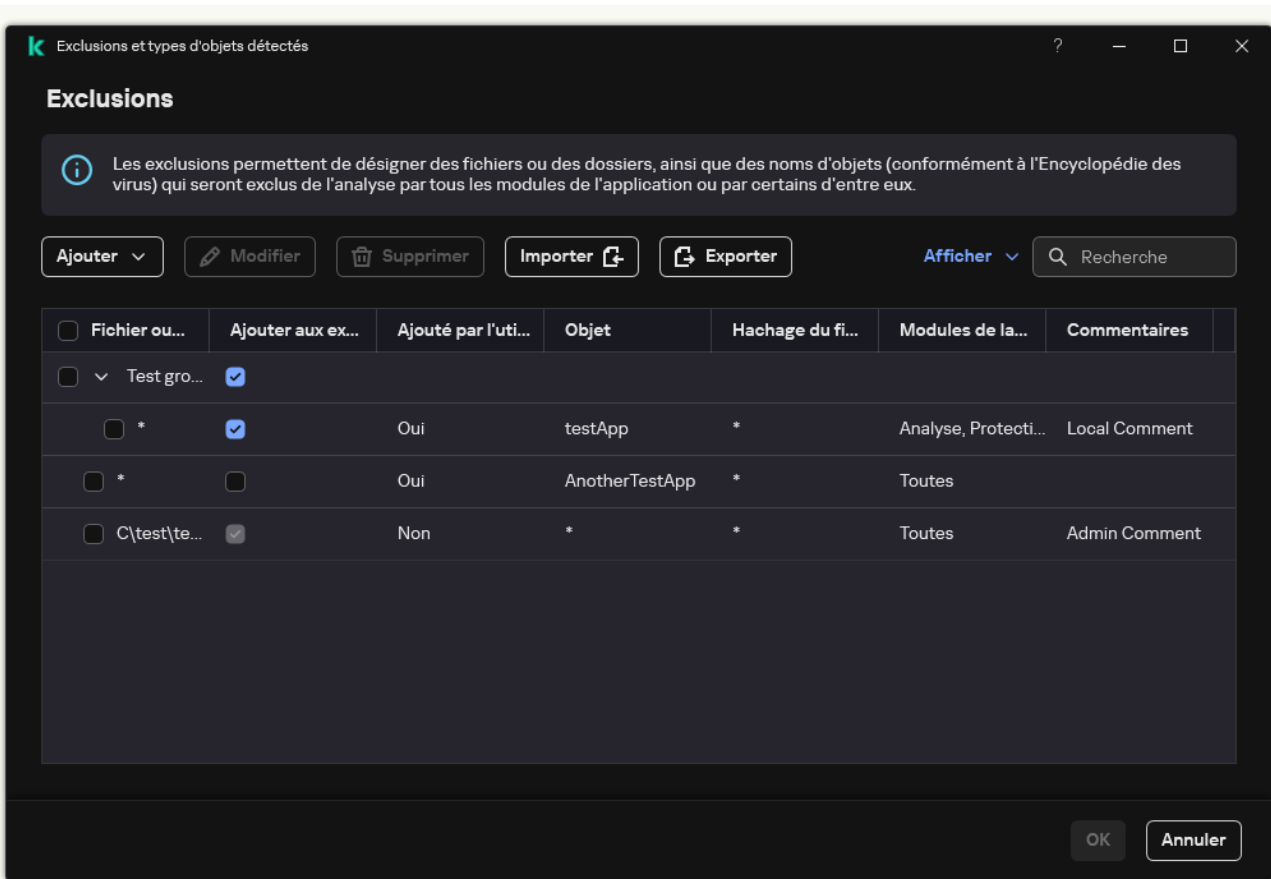 Exclusions et types d'objets détectés
Exclusions
Les exclusions permettent de désigner des fichiers ou des dossiers, ainsi que des noms d'objets (conformément à l'Encyclopédie des
virus) qui seront exclus de l'analyse par tous les modules de l'application ou par certains d'entre eux.
Ajouter Modifier Supprimer Importer Exporter Afficher Recherche
Fichier ou... Ajouter aux ex... Ajouté par l'uti... Objet Hachage du fi... Modules de la... Commentaires
Test gro...
* Oui testApp * Analyse, Protecti... Local Comment
* Oui AnotherTestApp * Toutes
C\test\te... Non * * Toutes Admin Comment
OK Annuler